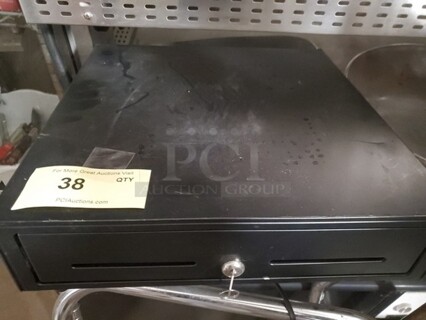 For More Great Auctions Visit
38
QTY
PCIAuctions.com
PCI
AUCTION GROUP